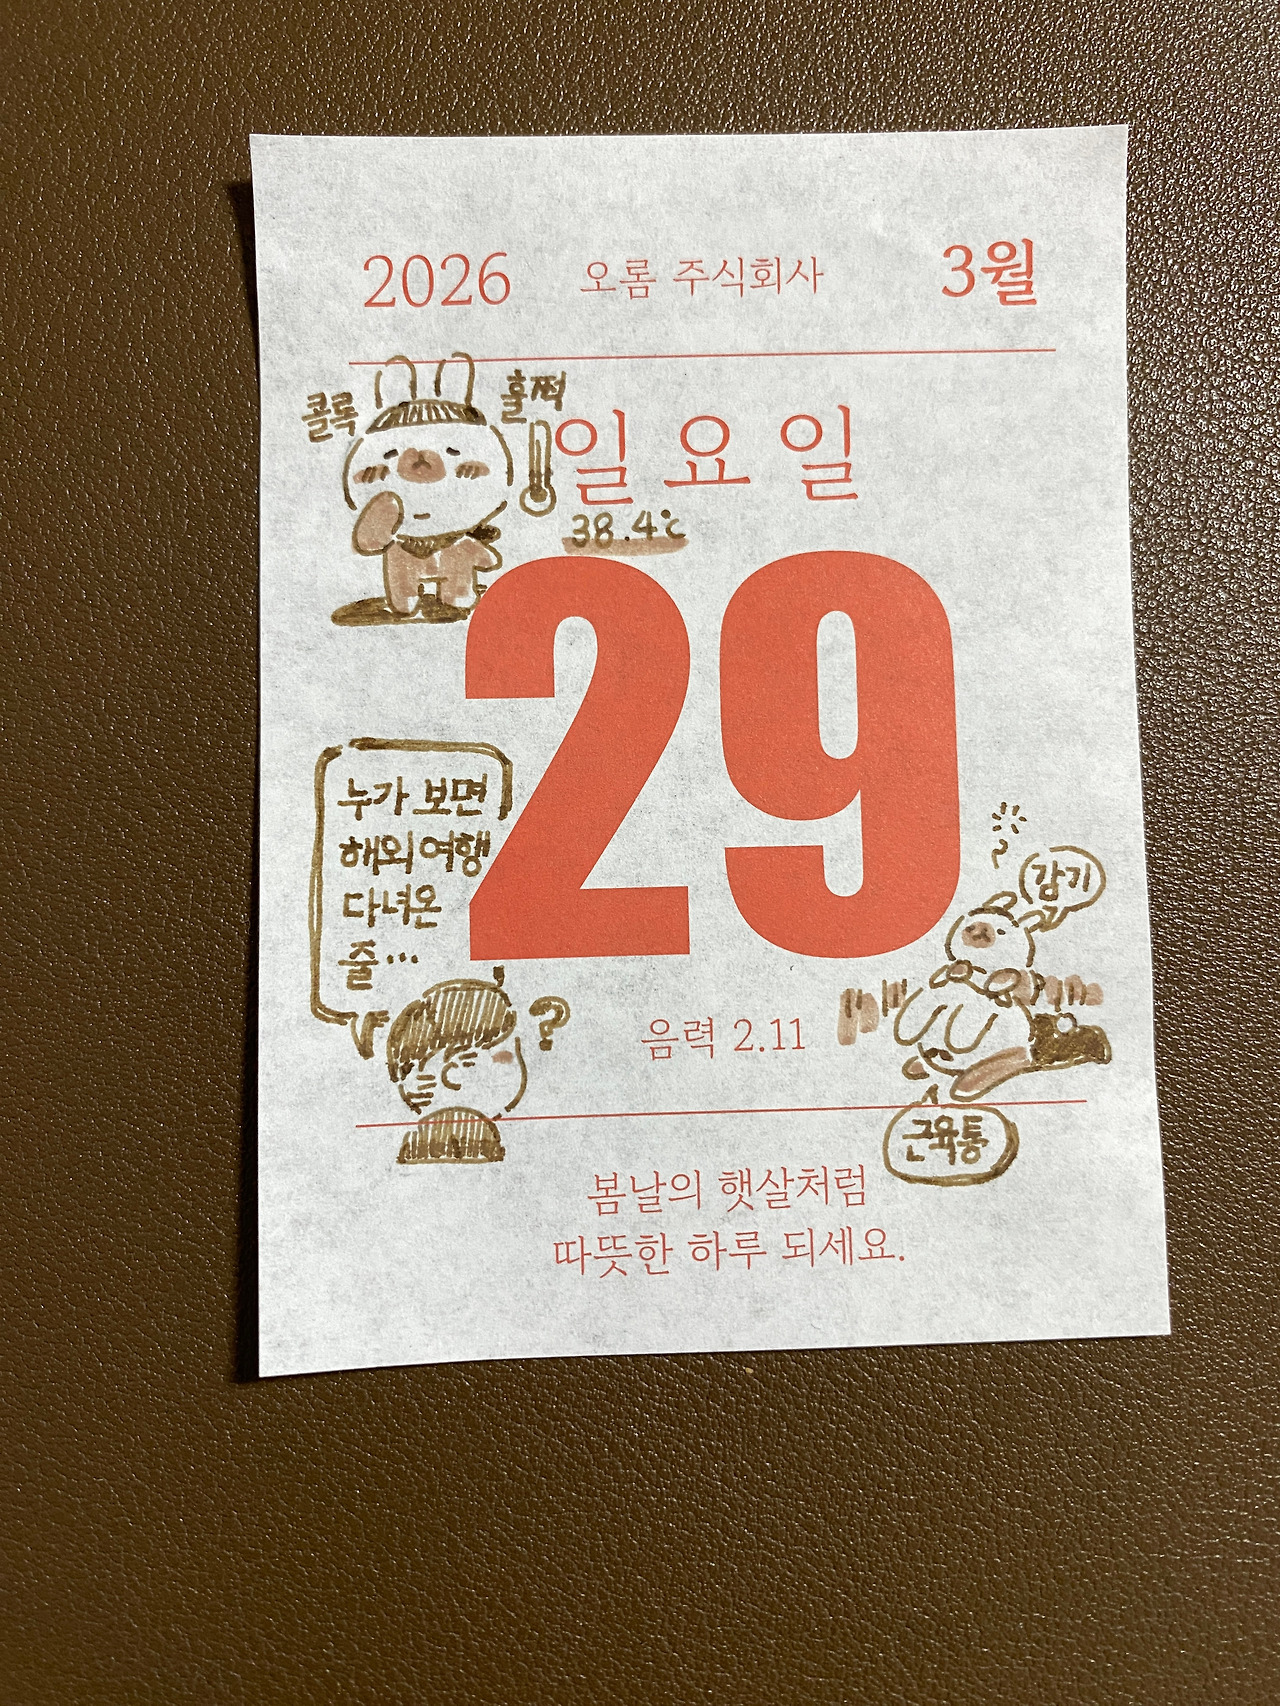 2026 오롬 주식회사 3월
콜록
훌쩍
일요일
38.4℃
29
누가 보면
해외여행
다녀온
줄...
?
감기
음력 2.11
근육통
봄날의 햇살처럼
따뜻한 하루 되세요.